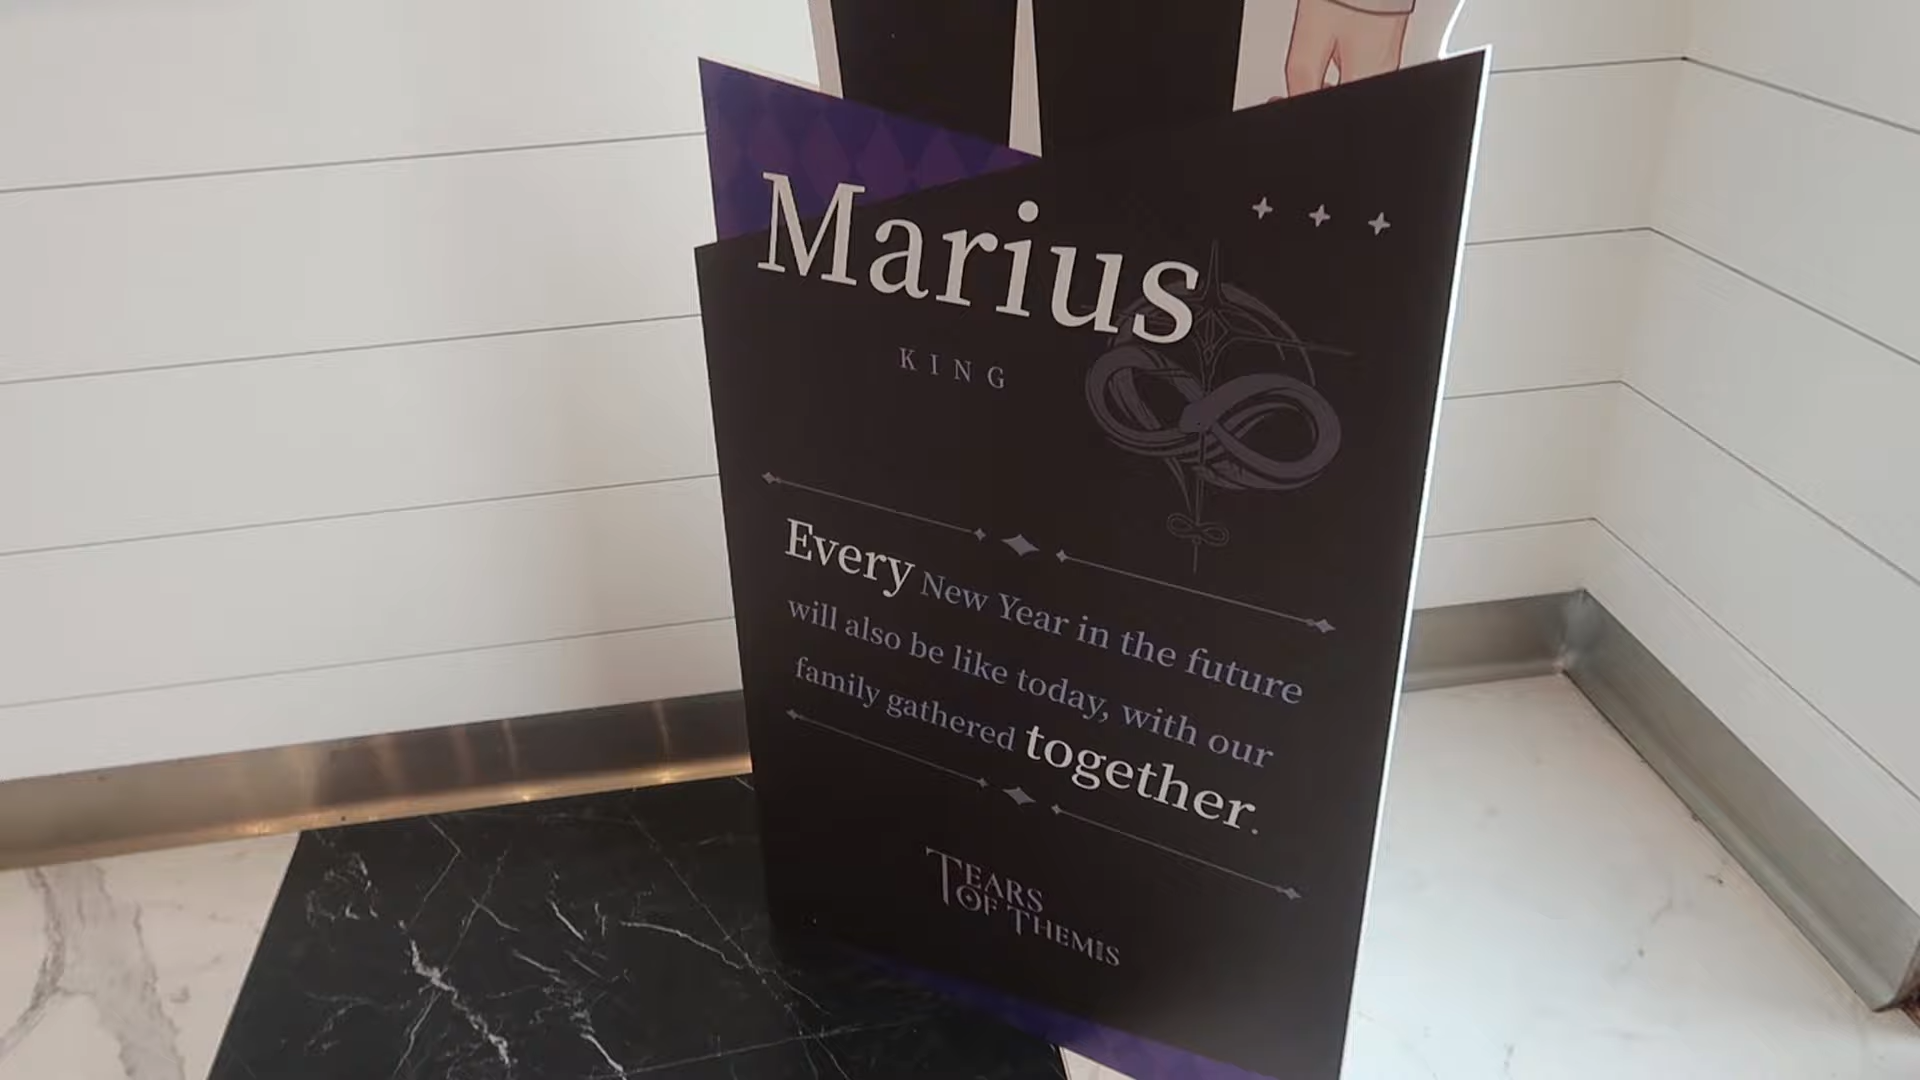 Marius
KING
Every New Year in the future
will also be like today, with our
family gathered together.
TEARS
OF THEMIS